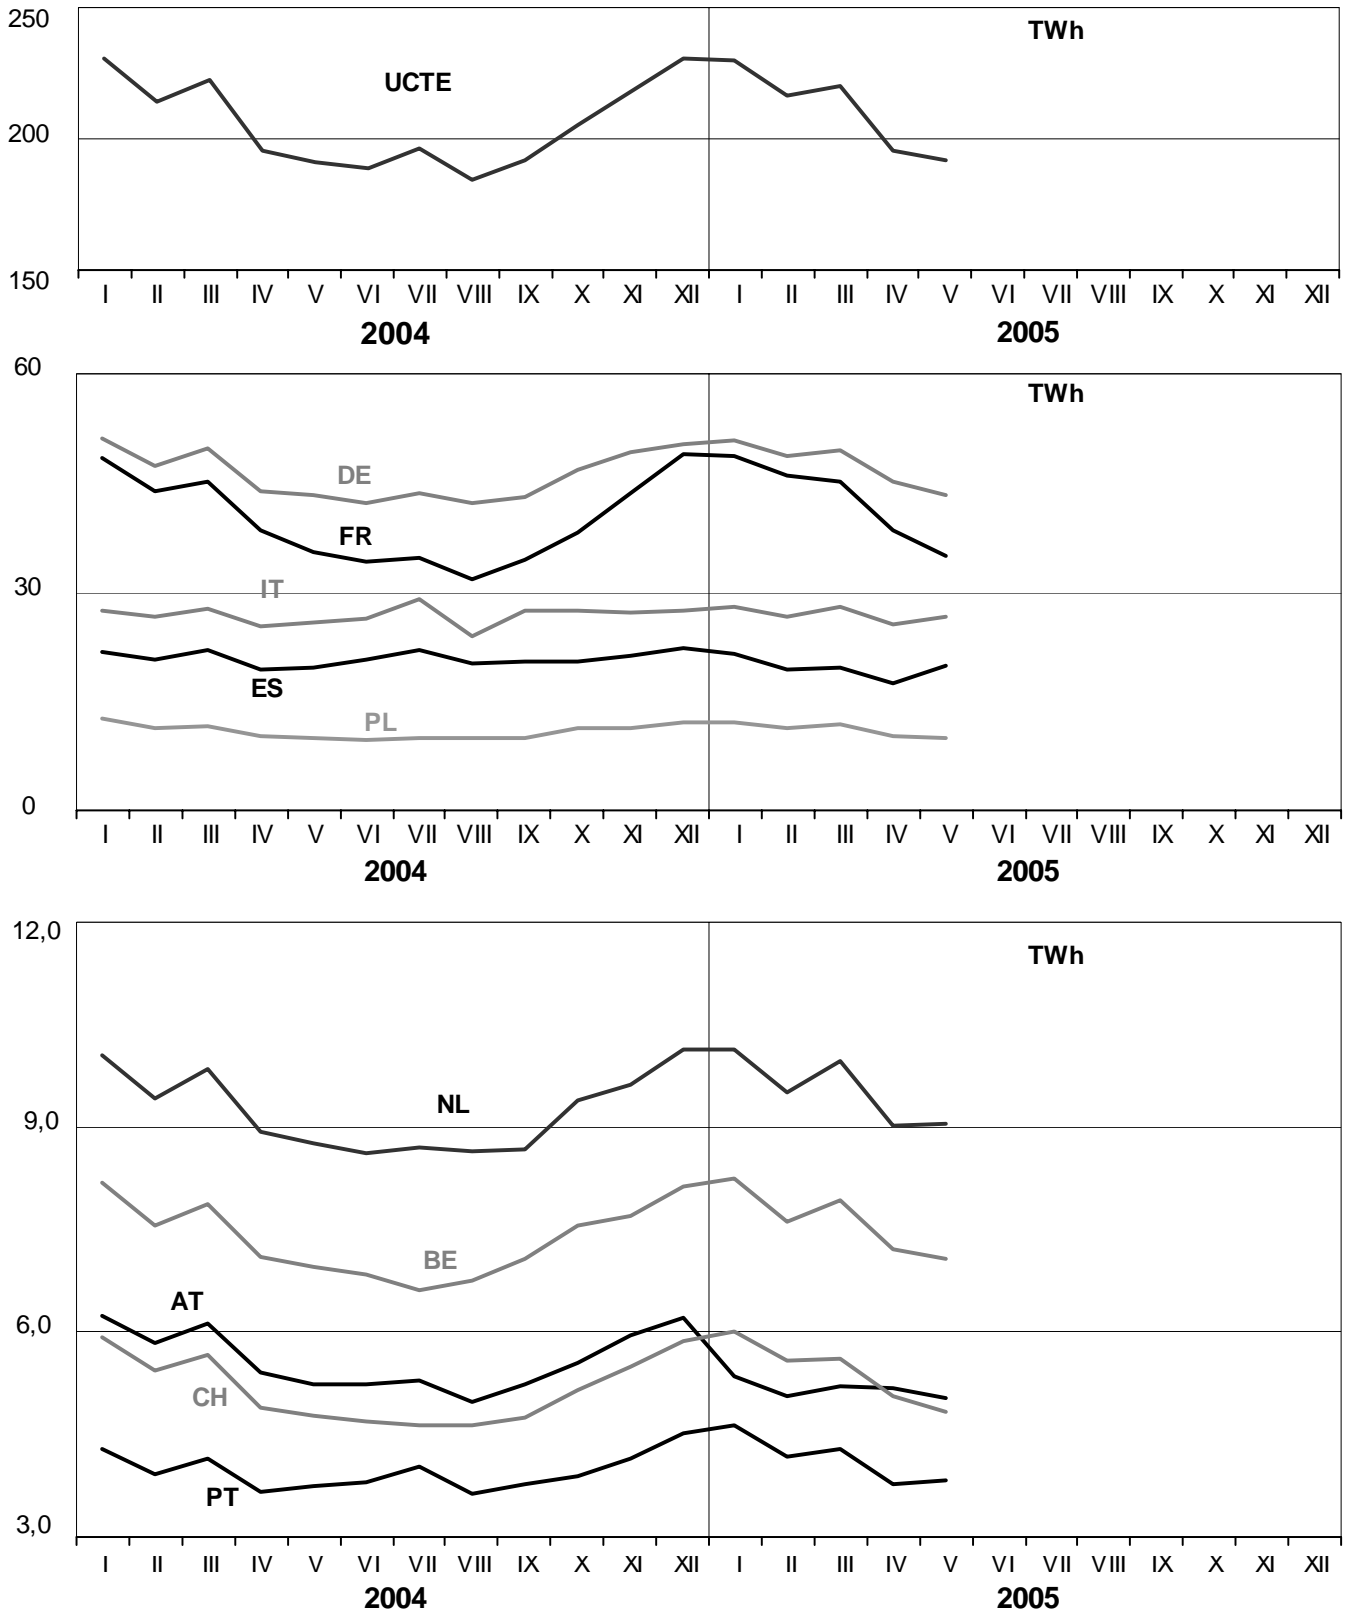 250
TWh
UCTE
200
150
I II III IV V VI VII VIII IX X XI XII I II III IV V VI VII VIII IX X XI XII
2004 2005
60
TWh
DE
FR
IT
30
ES
PL
0
I II III IV V VI VII VIII IX X XI XII I II III IV V VI VII VIII IX X XI XII
2004 2005
12,0
TWh
NL
9,0
BE
AT
6,0
CH
PT
3,0
I II III IV V VI VII VIII IX X XI XII I II III IV V VI VII VIII IX X XI XII
2004 2005